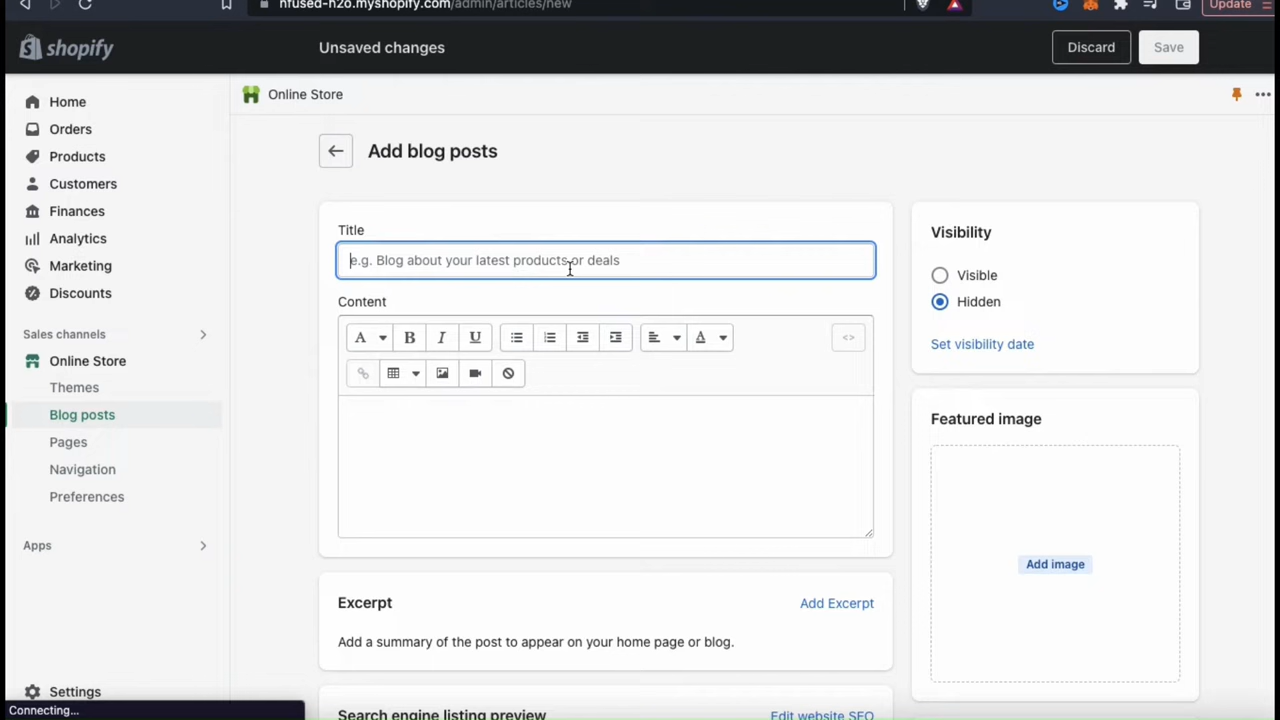 nfused-h2o.myshopify.com/admin/articles/new
Update
shopify
Unsaved changes
Discard
Save
Home
Orders
Products
Customers
Finances
Analytics
Marketing
Discounts
Sales channels
Online Store
Themes
Blog posts
Pages
Navigation
Preferences
Apps
Settings
Connecting...
Online Store
Add blog posts
Title
e.g. Blog about your latest products or deals
Content
A
B
I
U
A
<>
Excerpt
Add Excerpt
Add a summary of the post to appear on your home page or blog.
Search engine listing preview
Edit website SEO
Visibility
Visible
Hidden
Set visibility date
Featured image
Add image